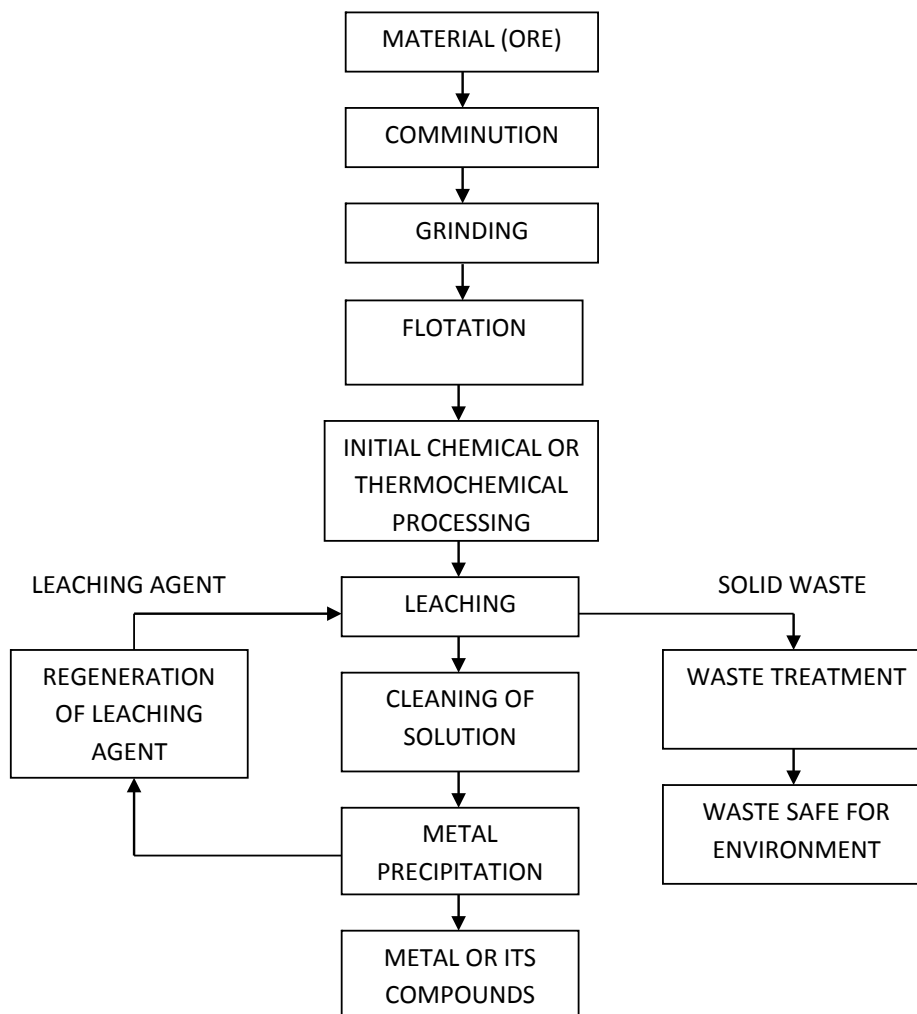 MATERIAL (ORE)
COMMINUTION
GRINDING
FLOTATION
INITIAL CHEMICAL OR
THERMOCHEMICAL
PROCESSING
LEACHING AGENT
LEACHING
SOLID WASTE
REGENERATION
OF LEACHING
AGENT
CLEANING OF
SOLUTION
WASTE TREATMENT
METAL
PRECIPITATION
WASTE SAFE FOR
ENVIRONMENT
METAL OR ITS
COMPOUNDS